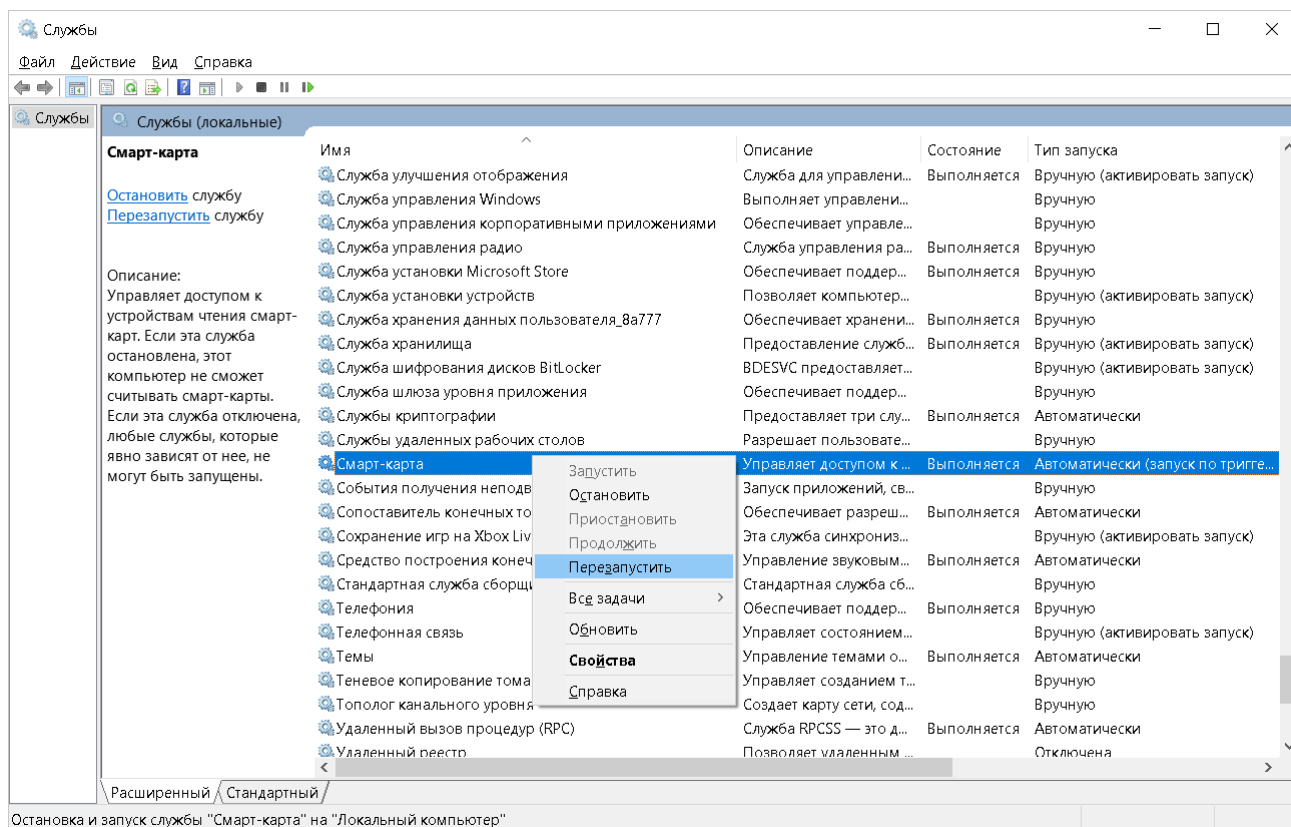 Службы
Файл Действие Вид Справка
Службы
Службы (локальные)
Смарт-карта
Остановить службу
Перезапустить службу
Описание:
Управляет доступом к
устройствам чтения смарт-
карт. Если эта служба
остановлена, этот
компьютер не сможет
считывать смарт-карты.
Если эта служба отключена,
любые службы, которые
явно зависят от нее, не
могут быть запущены.
Имя Описание Состояние Тип запуска
Служба улучшения отображения Служба для управлени... Выполняется Вручную (активировать запуск)
Служба управления Windows Выполняет управлени... Вручную
Служба управления корпоративными приложениями Обеспечивает управле... Вручную
Служба управления радио Служба управления ра... Выполняется Вручную
Служба установки Microsoft Store Обеспечивает поддер... Выполняется Вручную
Служба установки устройств Позволяет компьютер... Вручную (активировать запуск)
Служба хранения данных пользователя_8a777 Обеспечивает хранени... Выполняется Вручную
Служба хранилища Предоставление служб... Выполняется Вручную (активировать запуск)
Служба шифрования дисков BitLocker BDESVC предоставляет... Вручную (активировать запуск)
Служба шлюза уровня приложения Обеспечивает поддер... Вручную
Службы криптографии Предоставляет три слу... Выполняется Автоматически
Службы удаленных рабочих столов Разрешает пользовате... Вручную
Смарт-карта Управляет доступом к ... Выполняется Автоматически (запуск по тригге...
События получения неподв Запуск приложений, св... Вручную
Сопоставитель конечных то Обеспечивает разреш... Выполняется Автоматически
Сохранение игр на Xbox Liv Эта служба синхрониз... Вручную (активировать запуск)
Средство построения конеч Управление звуковым... Выполняется Автоматически
Стандартная служба сборщ Стандартная служба сб... Вручную
Телефония Обеспечивает поддер... Выполняется Вручную
Телефонная связь Управляет состоянием... Вручную (активировать запуск)
Темы Управление темами о... Выполняется Автоматически
Теневое копирование тома Управляет созданием т... Вручную
Тополог канального уровня Создает карту сети, сод... Вручную
Удаленный вызов процедур (RPC) Служба RPCSS — это д... Выполняется Автоматически
Удаленный реестр Позволяет удаленным ... Отключена
Запустить
Остановить
Приостановить
Продолжить
Перезапустить
Все задачи
Обновить
Свойства
Справка
Расширенный Стандартный
Остановка и запуск службы "Смарт-карта" на "Локальный компьютер"